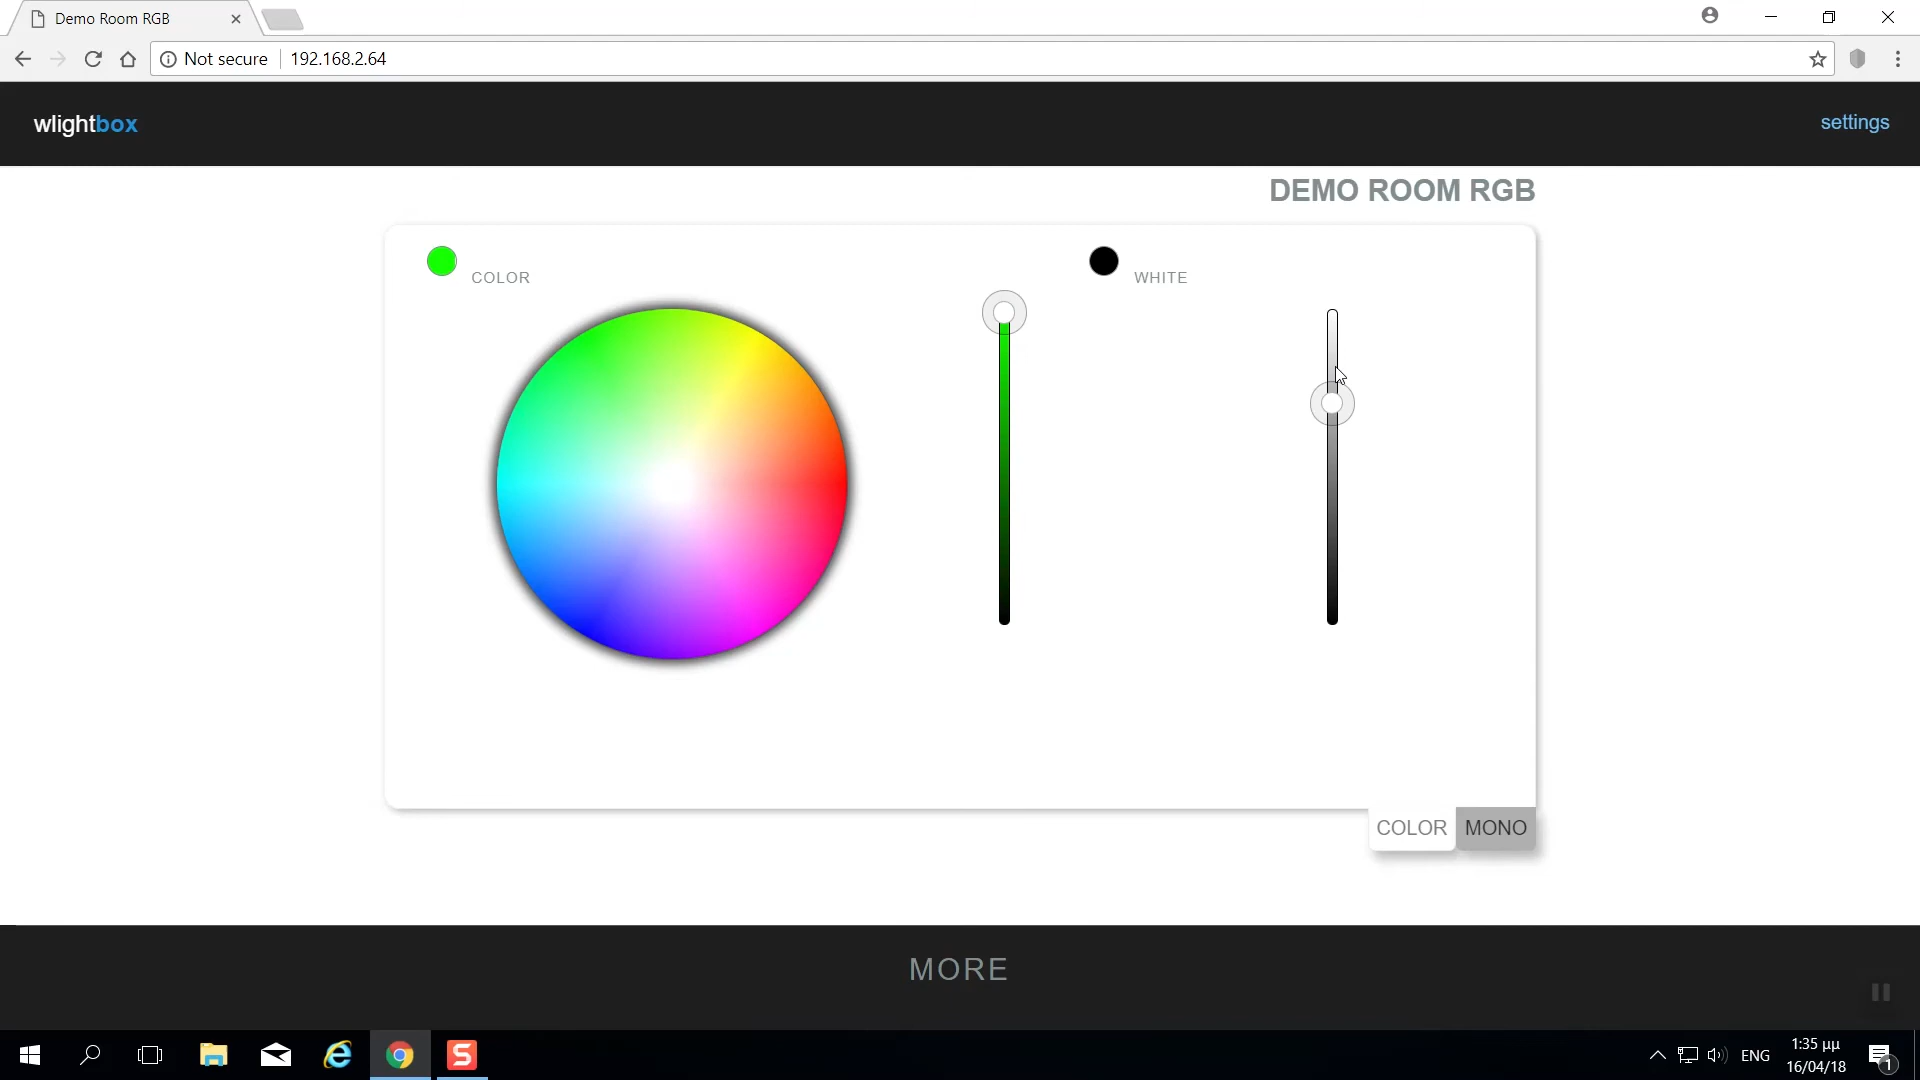 Demo Room RGB
Not secure
192.168.2.64
wlightbox
settings
DEMO ROOM RGB
COLOR
WHITE
COLOR
MONO
MORE
ENG
1:35 μμ
16/04/18
1